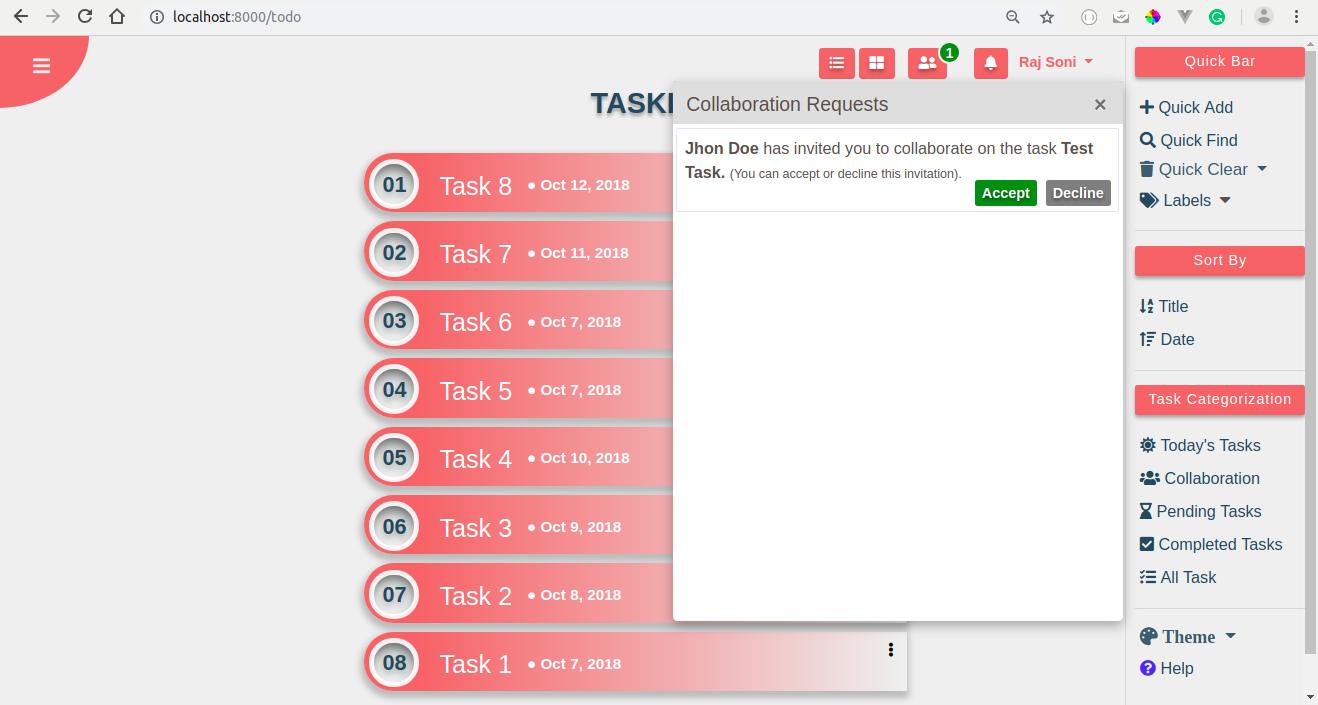 localhost:8000/todo
1
Raj Soni
Quick Bar
Collaboration Requests ×
Jhon Doe has invited you to collaborate on the task Test
Task. (You can accept or decline this invitation).
Accept Decline
01 Task 8 ● Oct 12, 2018
02 Task 7 ● Oct 11, 2018
03 Task 6 ● Oct 7, 2018
04 Task 5 ● Oct 7, 2018
05 Task 4 ● Oct 10, 2018
06 Task 3 ● Oct 9, 2018
07 Task 2 ● Oct 8, 2018
08 Task 1 ● Oct 7, 2018
Quick Add
Quick Find
Quick Clear
Labels
Sort By
Title
Date
Task Categorization
Today's Tasks
Collaboration
Pending Tasks
Completed Tasks
All Task
Theme
Help